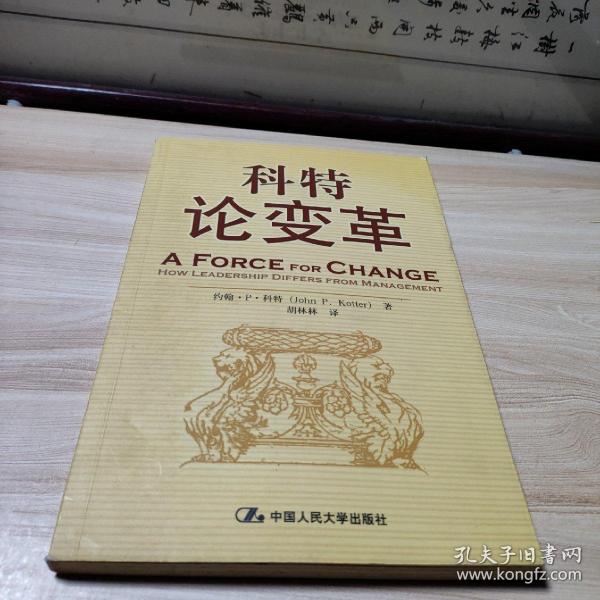 科特
论变革
A FORCE FOR CHANGE
HOW LEADERSHIP DIFFERS FROM MANAGEMENT
约翰·P·科特（John P. Kotter） 著
胡林林 译
中国人民大学出版社
孔夫子旧书网
www.kongfz.com